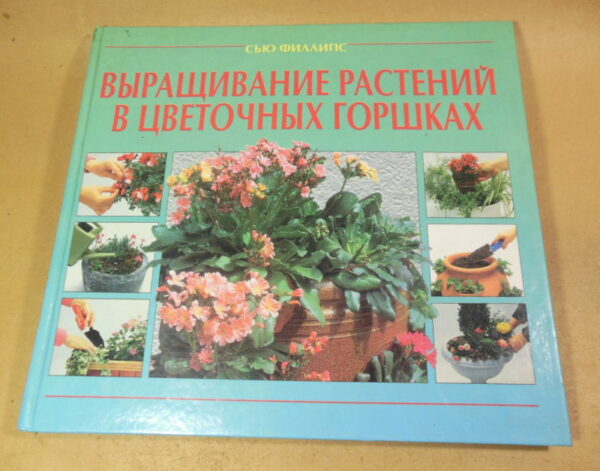 СЬЮ ФИЛЛИПС
ВЫРАЩИВАНИЕ РАСТЕНИЙ
В ЦВЕТОЧНЫХ ГОРШКАХ